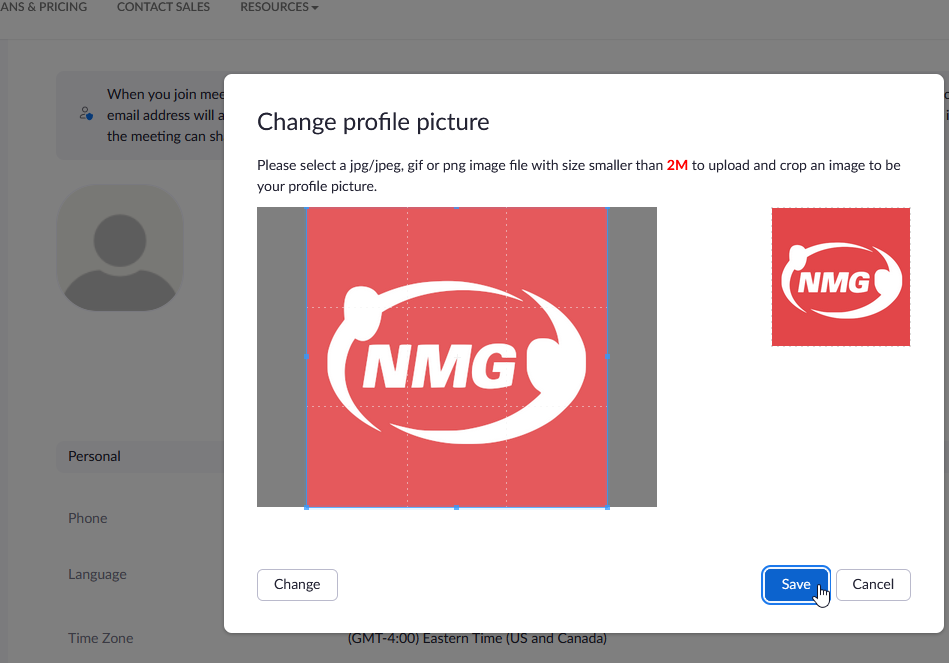 ANS & PRICING CONTACT SALES RESOURCES
When you join mee
email address will a
the meeting can sh
Change profile picture
Please select a jpg/jpeg, gif or png image file with size smaller than 2M to upload and crop an image to be
your profile picture.
NMG
NMG
Personal
Phone
Language
Change Save Cancel
Time Zone (GMT-4:00) Eastern Time (US and Canada)